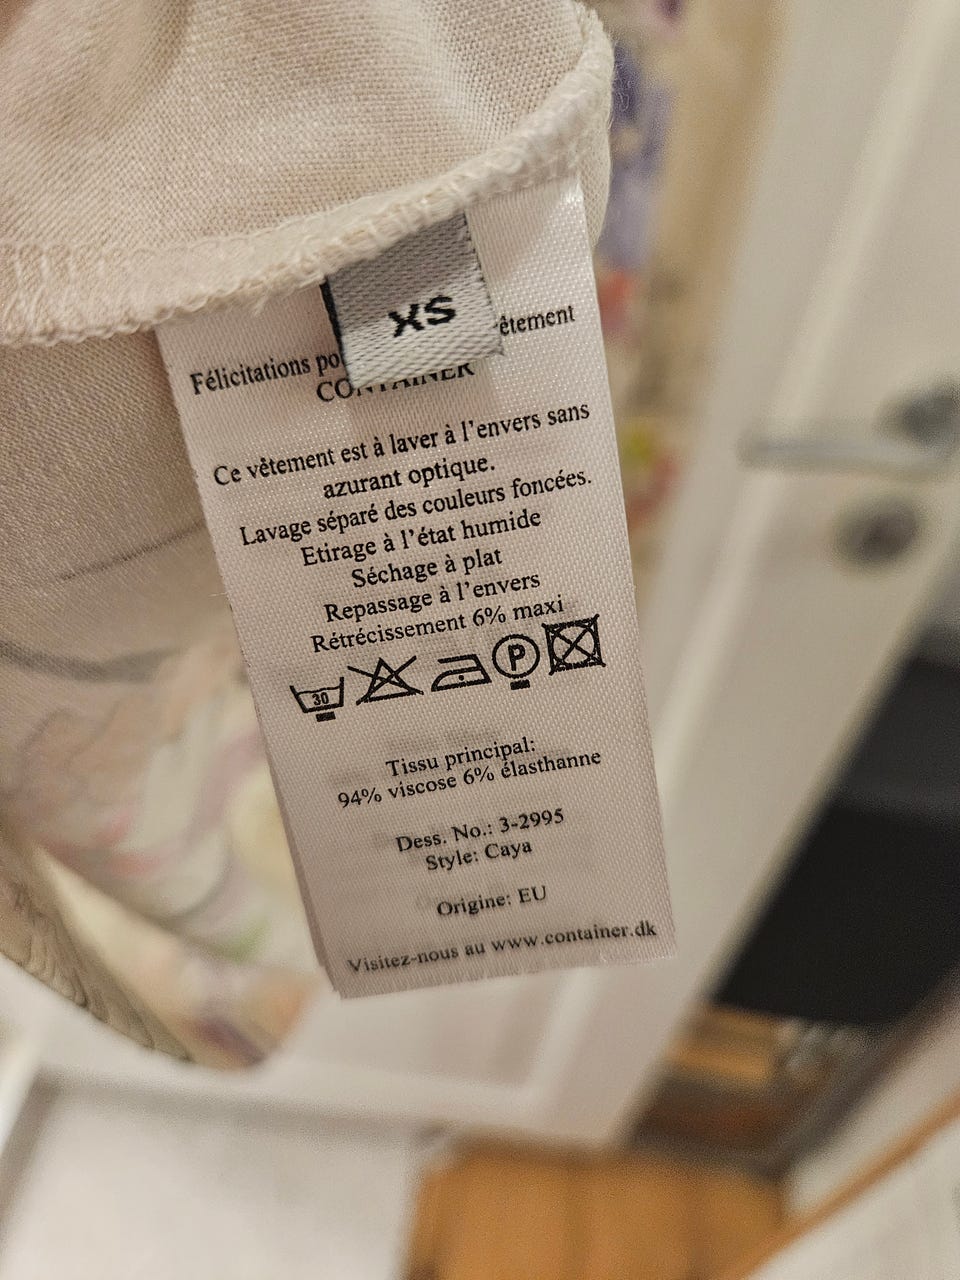 XS
Félicitations po êtement
CONTAINER
Ce vêtement est à laver à l'envers sans
azurant optique.
Lavage séparé des couleurs foncées.
Etirage à l'état humide
Séchage à plat
Repassage à l'envers
Rétrécissement 6% maxi
30 P
Tissu principal:
94% viscose 6% élasthanne
Dess. No.: 3-2995
Style: Caya
Origine: EU
Visitez-nous au www.container.dk